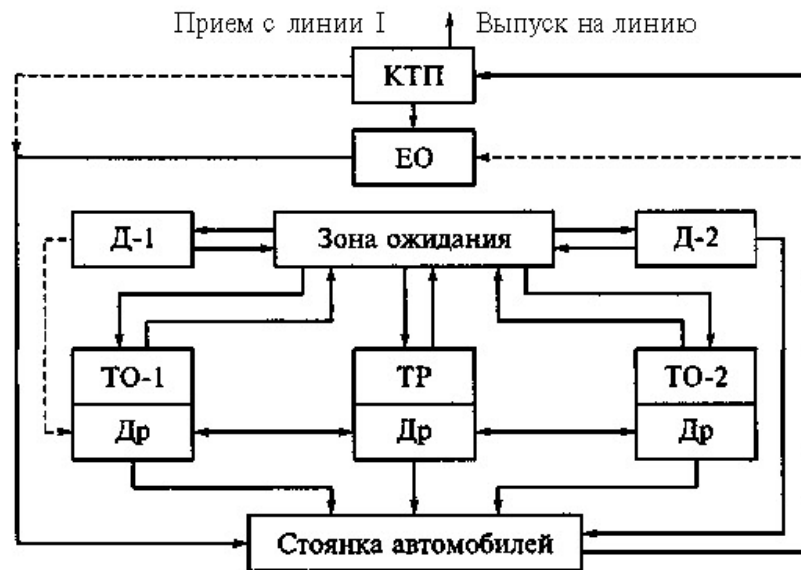 Прием с линии I Выпуск на линию
КТП
ЕО
Д-1 Зона ожидания Д-2
ТО-1 ТР ТО-2
Др Др Др
Стоянка автомобилей